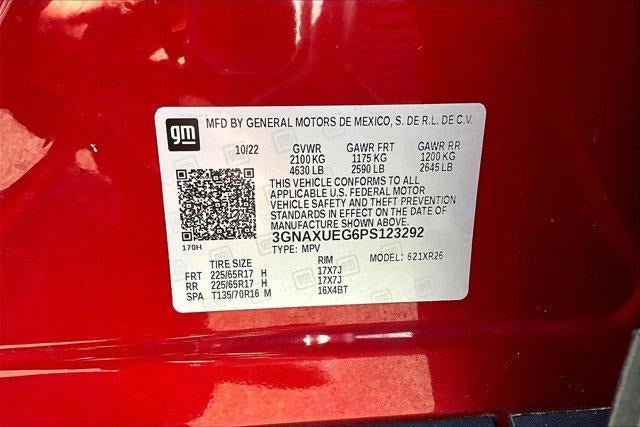 gm MFD BY GENERAL MOTORS DE MEXICO, S. DE R.L. DE C.V.
10/22 GVWR GAWR FRT GAWR RR
2100 KG 1175 KG 1200 KG
4630 LB 2590 LB 2645 LB
THIS VEHICLE CONFORMS TO ALL
APPLICABLE U.S. FEDERAL MOTOR
VEHICLE SAFETY AND THEFT PREVENTION
STANDARDS IN EFFECT ON THE DATE OF
MANUFACTURE SHOWN ABOVE.
3GNAXUEG6PS123292
170H TYPE: MPV MODEL: 621XR26
TIRE SIZE RIM
FRT 225/65R17 H 17X7J
RR 225/65R17 H 17X7J
SPA T135/70R16 M 16X4BT